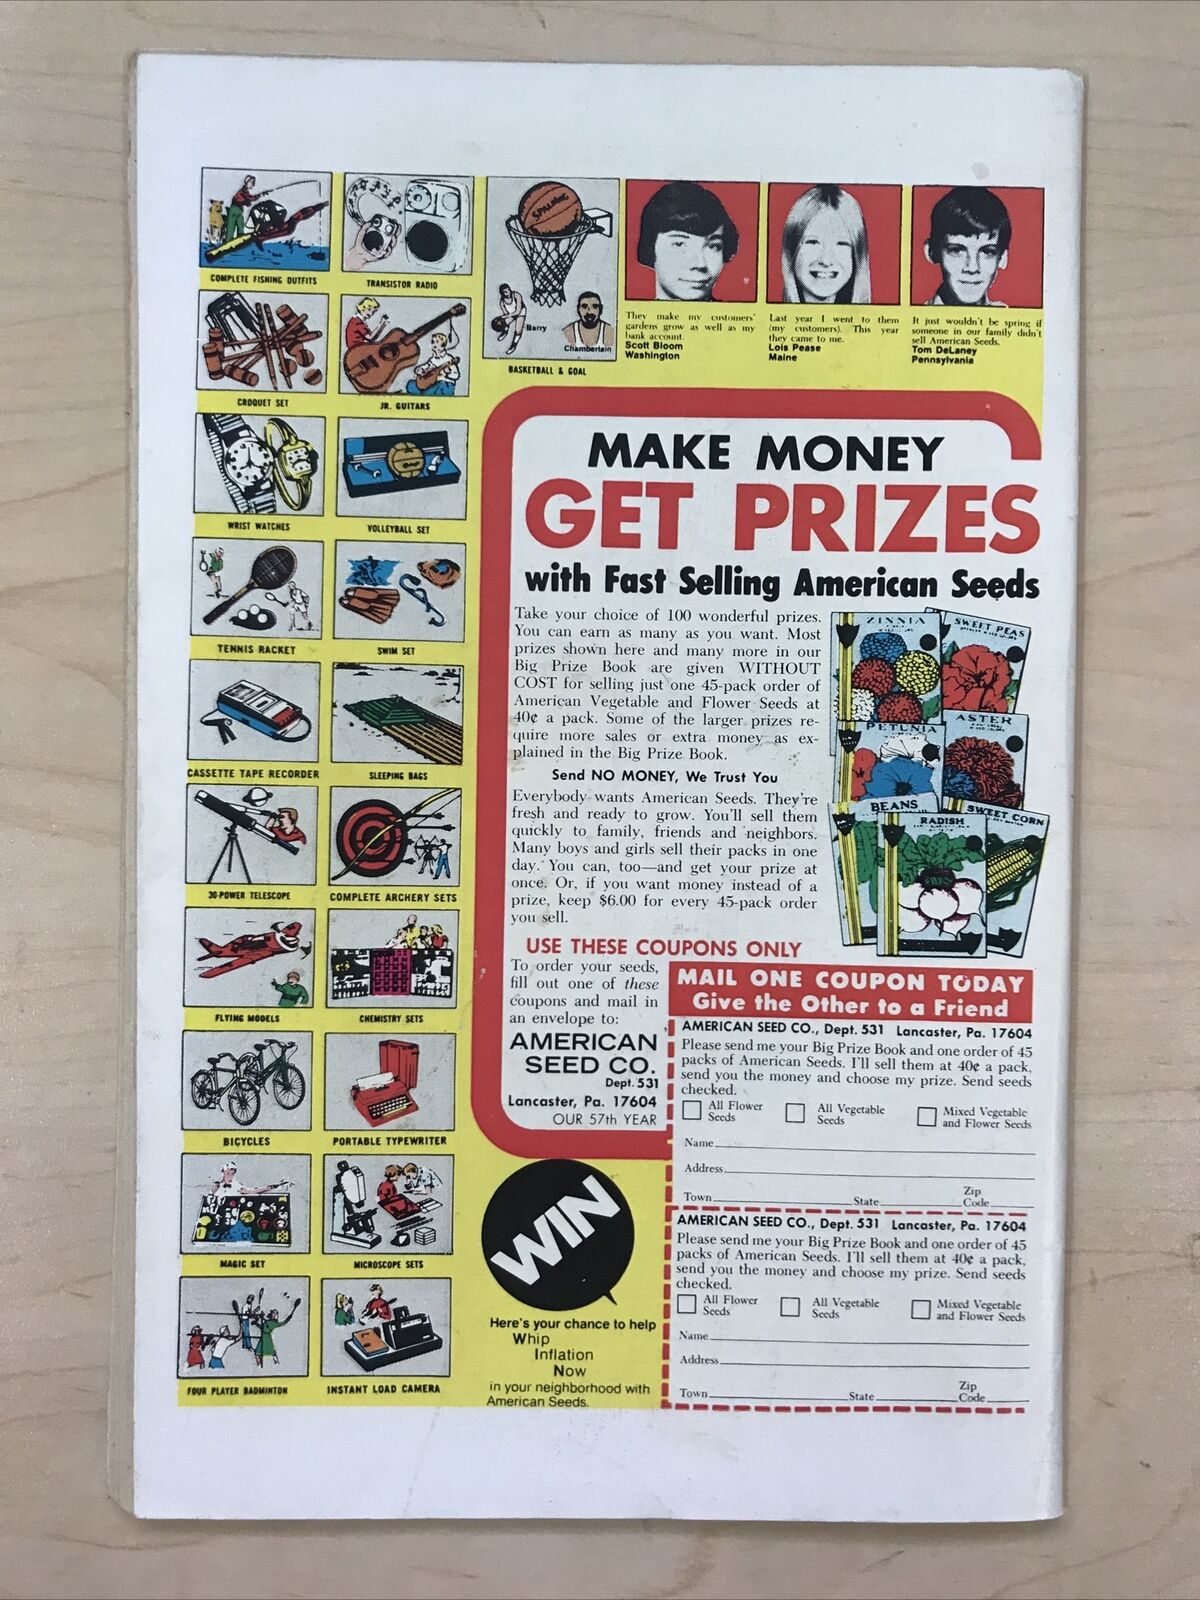 COMPLETE FISHING OUTFITS
TRANSISTOR RADIO
SPALDING
Barry
Chamberlain
BASKETBALL & GOAL
CROQUET SET
JR. GUITARS
WRIST WATCHES
VOLLEYBALL SET
TENNIS RACKET
SWIM SET
CASSETTE TAPE RECORDER
SLEEPING BAGS
30-POWER TELESCOPE
COMPLETE ARCHERY SETS
FLYING MODELS
CHEMISTRY SETS
BICYCLES
PORTABLE TYPEWRITER
MAGIC SET
MICROSCOPE SETS
FOUR PLAYER BADMINTON
INSTANT LOAD CAMERA
They make my customers'
gardens grow as well as my
bank account.
Scott Bloom
Washington
Last year I went to them
(my customers). This year
they came to me.
Lois Pease
Maine
It just wouldn't be spring if
someone in our family didn't
sell American Seeds.
Tom DeLaney
Pennsylvania
MAKE MONEY
GET PRIZES
with Fast Selling American Seeds
Take your choice of 100 wonderful prizes.
You can earn as many as you want. Most
prizes shown here and many more in our
Big Prize Book are given WITHOUT
COST for selling just one 45-pack order of
American Vegetable and Flower Seeds at
40¢ a pack. Some of the larger prizes re-
quire more sales or extra money as ex-
plained in the Big Prize Book.
Send NO MONEY, We Trust You
Everybody wants American Seeds. They're
fresh and ready to grow. You'll sell them
quickly to family, friends and neighbors.
Many boys and girls sell their packs in one
day. You can, too—and get your prize at
once. Or, if you want money instead of a
prize, keep $6.00 for every 45-pack order
you sell.
ZINNIA
SWEET PEAS
PETUNIA
ASTER
BEANS
RADISH
SWEET CORN
USE THESE COUPONS ONLY
To order your seeds,
fill out one of these
coupons and mail in
an envelope to:
AMERICAN
SEED CO.
Dept. 531
Lancaster, Pa. 17604
OUR 57th YEAR
MAIL ONE COUPON TODAY
Give the Other to a Friend
AMERICAN SEED CO., Dept. 531 Lancaster, Pa. 17604
Please send me your Big Prize Book and one order of 45
packs of American Seeds. I'll sell them at 40¢ a pack,
send you the money and choose my prize. Send seeds
checked.
All Flower Seeds
All Vegetable Seeds
Mixed Vegetable and Flower Seeds
Name
Address
Town State Zip Code
AMERICAN SEED CO., Dept. 531 Lancaster, Pa. 17604
Please send me your Big Prize Book and one order of 45
packs of American Seeds. I'll sell them at 40¢ a pack,
send you the money and choose my prize. Send seeds
checked.
All Flower Seeds
All Vegetable Seeds
Mixed Vegetable and Flower Seeds
Name
Address
Town State Zip Code
WIN
Here's your chance to help
Whip
Inflation
Now
in your neighborhood with
American Seeds.